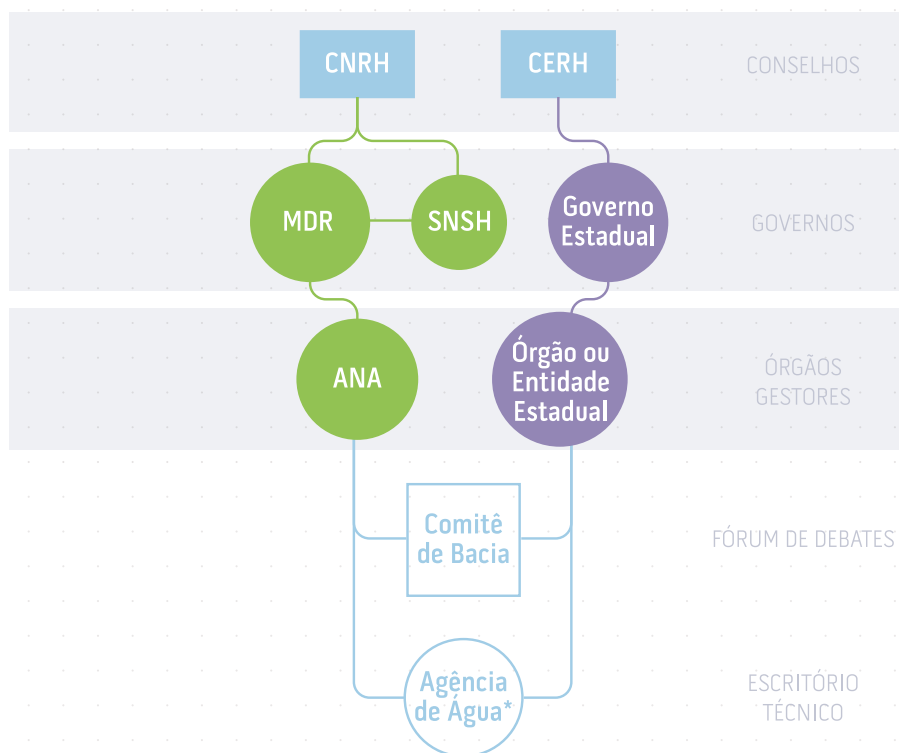 CNRH
CERH
CONSELHOS
MDR
SNSH
Governo
Estadual
GOVERNOS
ANA
Órgão ou
Entidade
Estadual
ÓRGÃOS
GESTORES
Comitê
de Bacia
FÓRUM DE DEBATES
Agência
de Água*
ESCRITÓRIO
TÉCNICO